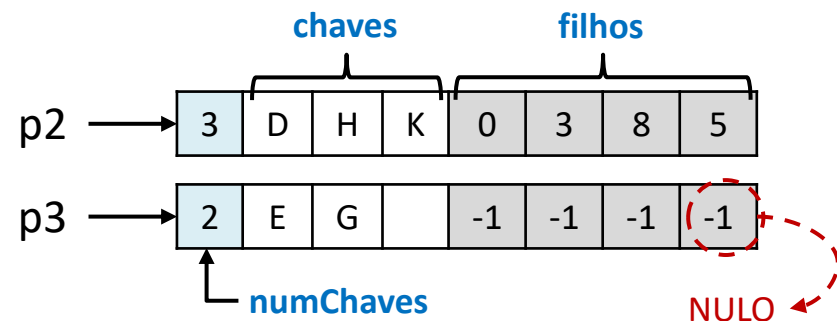 chaves filhos
p2 3 D H K 0 3 8 5
p3 2 E G -1 -1 -1 -1
numChaves NULO